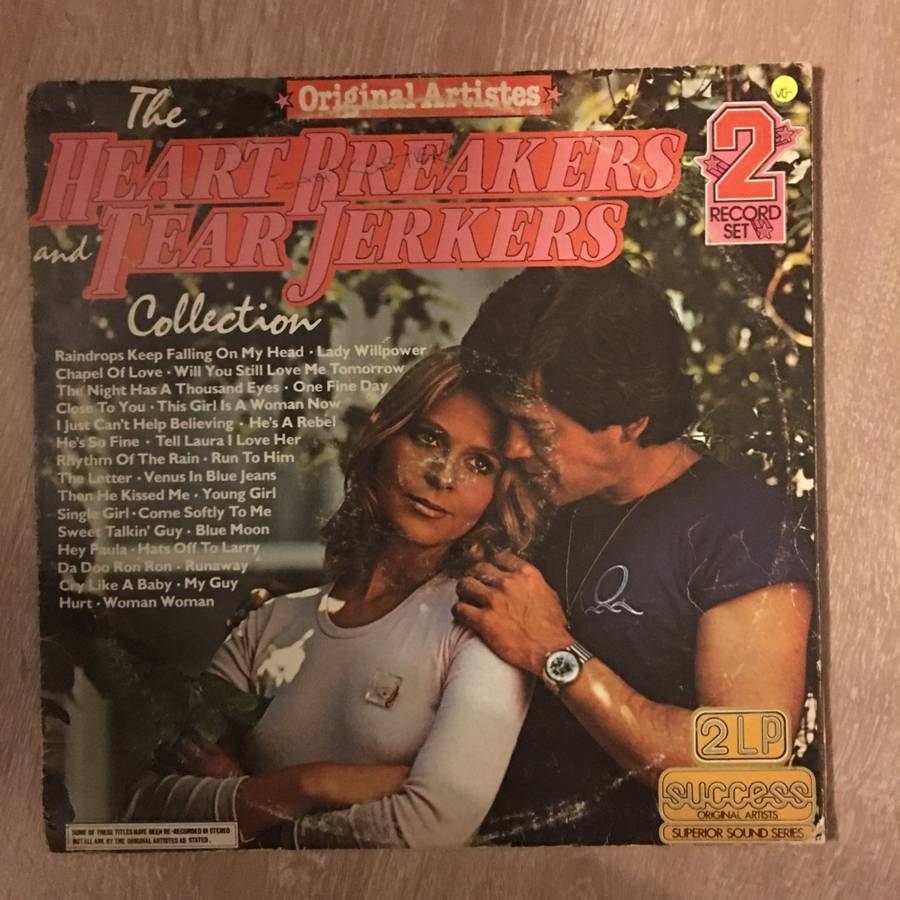 Original Artistes
The
HEART BREAKERS
and TEAR JERKERS
Collection
2
RECORD
SET
VG-
Raindrops Keep Falling On My Head • Lady Willpower
Chapel Of Love • Will You Still Love Me Tomorrow
The Night Has A Thousand Eyes • One Fine Day
Close To You • This Girl Is A Woman Now
I Just Can't Help Believing • He's A Rebel
He's So Fine • Tell Laura I Love Her
Rhythm Of The Rain • Run To Him
The Letter • Venus In Blue Jeans
Then He Kissed Me • Young Girl
Single Girl • Come Softly To Me
Sweet Talkin' Guy • Blue Moon
Hey Paula • Hats Off To Larry
Da Doo Ron Ron • Runaway
Cry Like A Baby • My Guy
Hurt • Woman Woman
2 LP
success
ORIGINAL ARTISTS
SUPERIOR SOUND SERIES
SOME OF THESE TITLES HAVE BEEN RE-RECORDED IN STEREO
BUT ALL ARE BY THE ORIGINAL ARTISTES AS STATED.